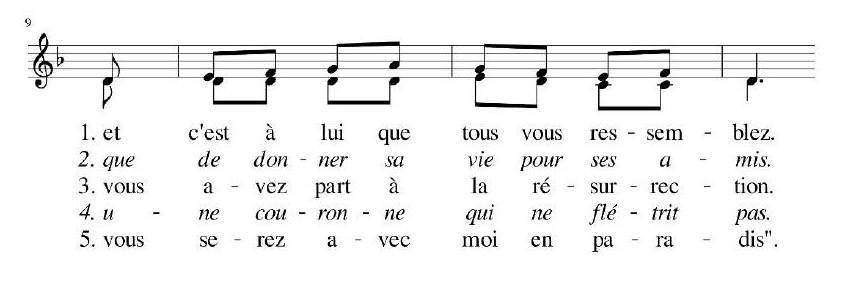 9
1. et c'est à lui que tous vous res - sem - blez.
2. que de don - ner sa vie pour ses a - mis.
3. vous a - vez part à la ré - sur - rec - tion.
4. u - ne cou - ron - ne qui ne flé - trit pas.
5. vous se - rez a - vec moi en pa - ra - dis".